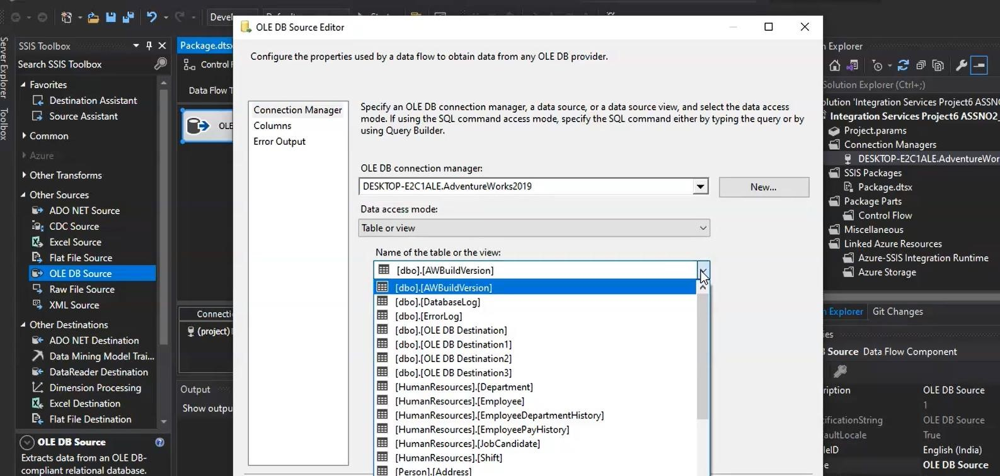 Devel
Server Explorer
Toolbox
SSIS Toolbox
Search SSIS Toolbox
Favorites
Destination Assistant
Source Assistant
Common
Azure
Other Transforms
Other Sources
ADO NET Source
CDC Source
Excel Source
Flat File Source
OLE DB Source
Raw File Source
XML Source
Other Destinations
ADO NET Destination
Data Mining Model Trai...
DataReader Destination
Dimension Processing
Excel Destination
Flat File Destination
OLE DB Source
Extracts data from an OLE DB-
compliant relational database.
Package.dtsx
Control F
Data Flow T
OLE
Connectio
(project)
Output
Show outpu
OLE DB Source Editor
Configure the properties used by a data flow to obtain data from any OLE DB provider.
Connection Manager
Columns
Error Output
Specify an OLE DB connection manager, a data source, or a data source view, and select the data access
mode. If using the SQL command access mode, specify the SQL command either by typing the query or by
using Query Builder.
OLE DB connection manager:
DESKTOP-E2C1ALE.AdventureWorks2019
New...
Data access mode:
Table or view
Name of the table or the view:
[dbo].[AWBuildVersion]
[dbo].[AWBuildVersion]
[dbo].[DatabaseLog]
[dbo].[ErrorLog]
[dbo].[OLE DB Destination]
[dbo].[OLE DB Destination1]
[dbo].[OLE DB Destination2]
[dbo].[OLE DB Destination3]
[HumanResources].[Department]
[HumanResources].[Employee]
[HumanResources].[EmployeeDepartmentHistory]
[HumanResources].[EmployeePayHistory]
[HumanResources].[JobCandidate]
[HumanResources].[Shift]
[Person].[Address]
n Explorer
Solution Explorer (Ctrl+;)
olution 'Integration Services Project6 ASSNO
Integration Services Project6 ASSNO2_
Project.params
Connection Managers
DESKTOP-E2C1ALE.AdventureWor
SSIS Packages
Package.dtsx
Package Parts
Control Flow
Miscellaneous
Linked Azure Resources
Azure-SSIS Integration Runtime
Azure Storage
n Explorer
Git Changes
ies
Source Data Flow Component
ription OLE DB Source
1
tificationString OLE DB Source
aultLocale True
leID English (India)
e OLE DB Source